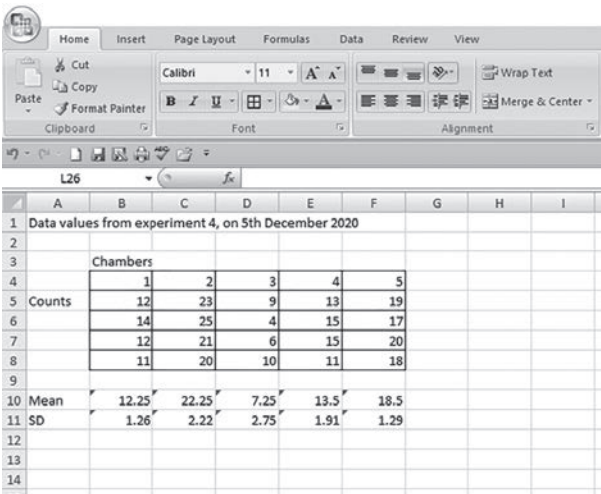 Home Insert Page Layout Formulas Data Review View
Cut
Copy
Format Painter
Paste
Calibri 11 A A
B I U A
Wrap Text
Merge & Center
Clipboard Font Alignment
L26 fx
A B C D E F G H I
1 Data values from experiment 4, on 5th December 2020
2
3 Chambers
4 1 2 3 4 5
5 Counts 12 23 9 13 19
6 14 25 4 15 17
7 12 21 6 15 20
8 11 20 10 11 18
9
10 Mean 12.25 22.25 7.25 13.5 18.5
11 SD 1.26 2.22 2.75 1.91 1.29
12
13
14